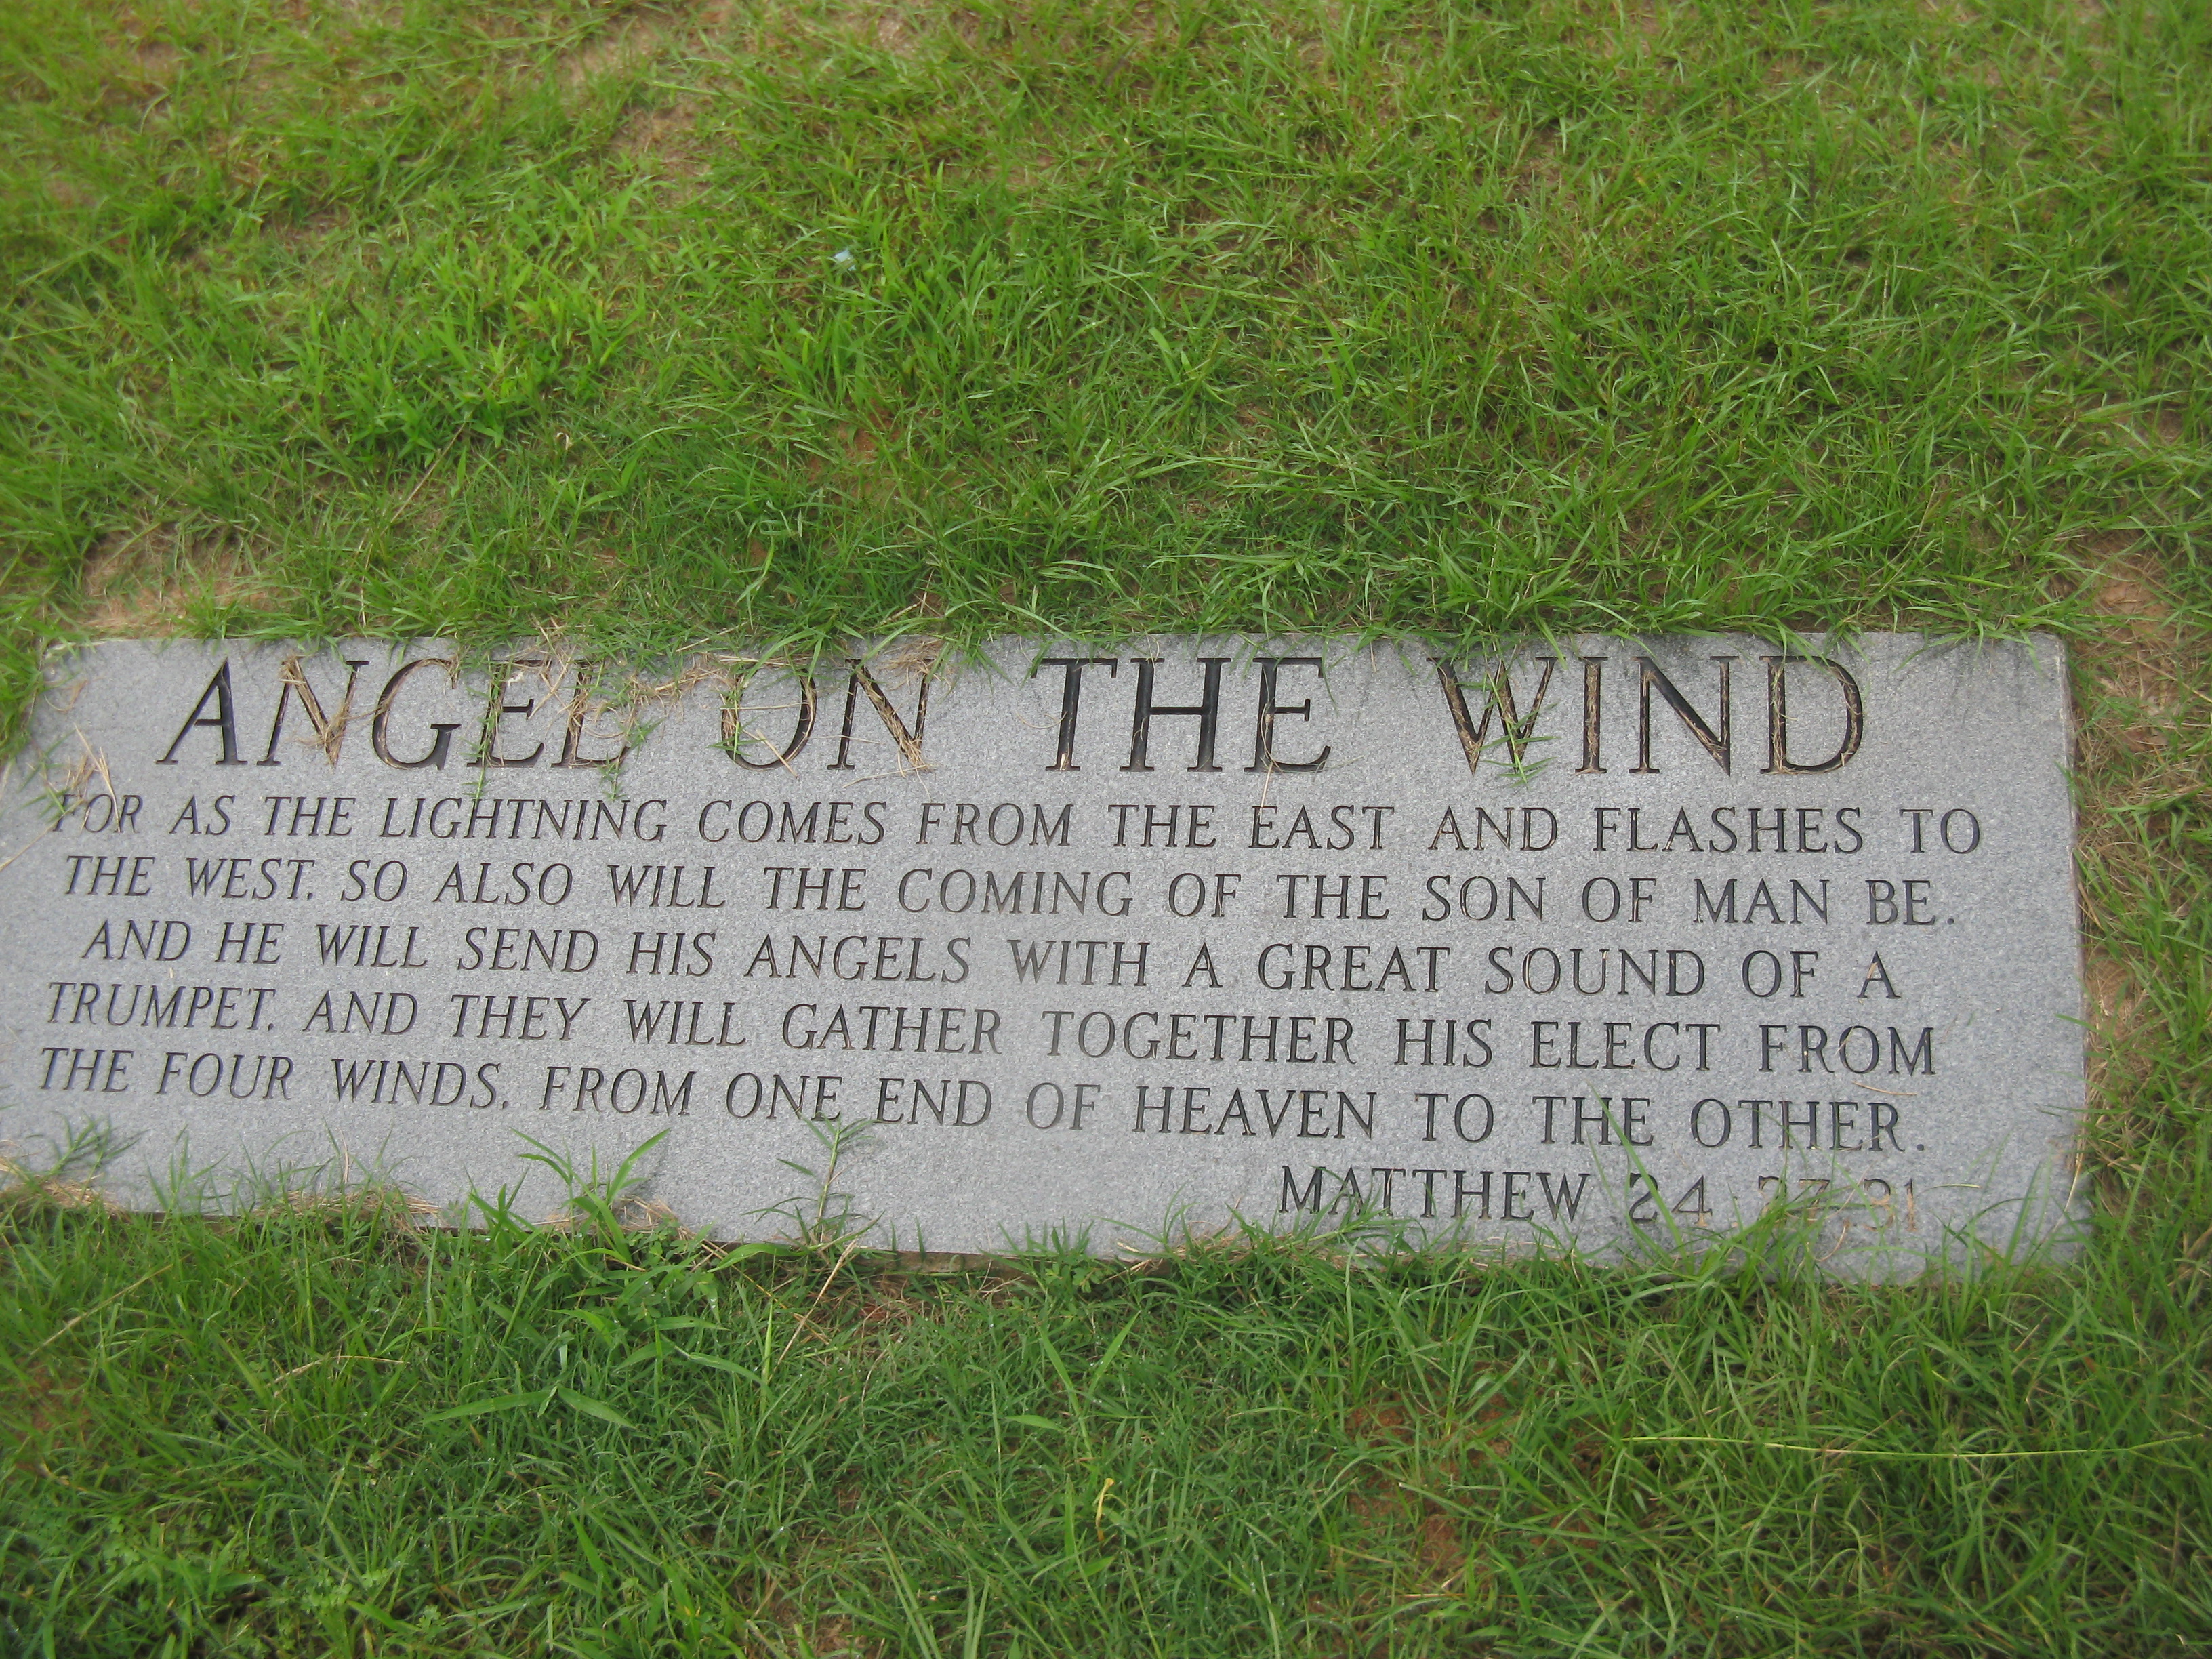 ANGEL ON THE WIND
FOR AS THE LIGHTNING COMES FROM THE EAST AND FLASHES TO
THE WEST, SO ALSO WILL THE COMING OF THE SON OF MAN BE.
AND HE WILL SEND HIS ANGELS WITH A GREAT SOUND OF A
TRUMPET, AND THEY WILL GATHER TOGETHER HIS ELECT FROM
THE FOUR WINDS, FROM ONE END OF HEAVEN TO THE OTHER.
MATTHEW 24:27,31